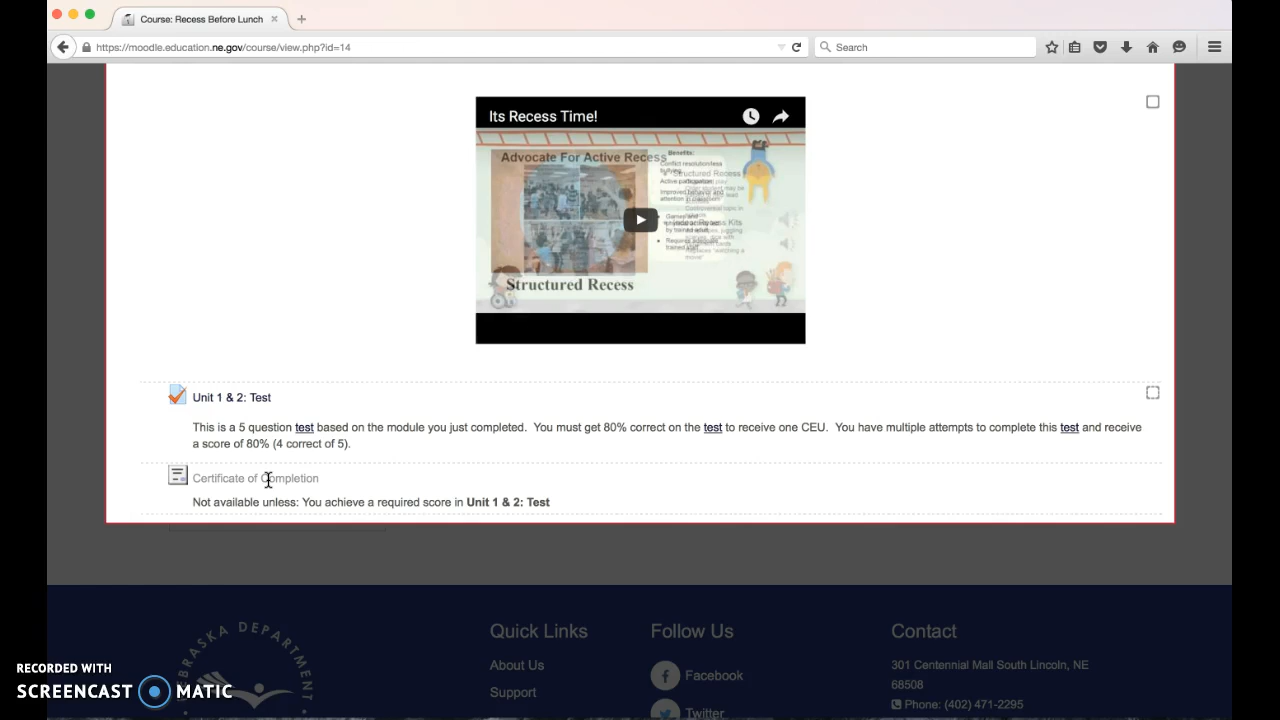 Course: Recess Before Lunch
https://moodle.education.ne.gov/course/view.php?id=14
Search
Its Recess Time!
Advocate For Active Recess
Benefits:
Structured Recess
Unit 1 & 2: Test
This is a 5 question test based on the module you just completed. You must get 80% correct on the test to receive one CEU. You have multiple attempts to complete this test and receive
a score of 80% (4 correct of 5).
Certificate of Completion
Not available unless: You achieve a required score in Unit 1 & 2: Test
Quick Links
Follow Us
Contact
About Us
Facebook
301 Centennial Mall South Lincoln, NE
68508
Support
Twitter
Phone: (402) 471-2295
RECORDED WITH
SCREENCAST MATIC